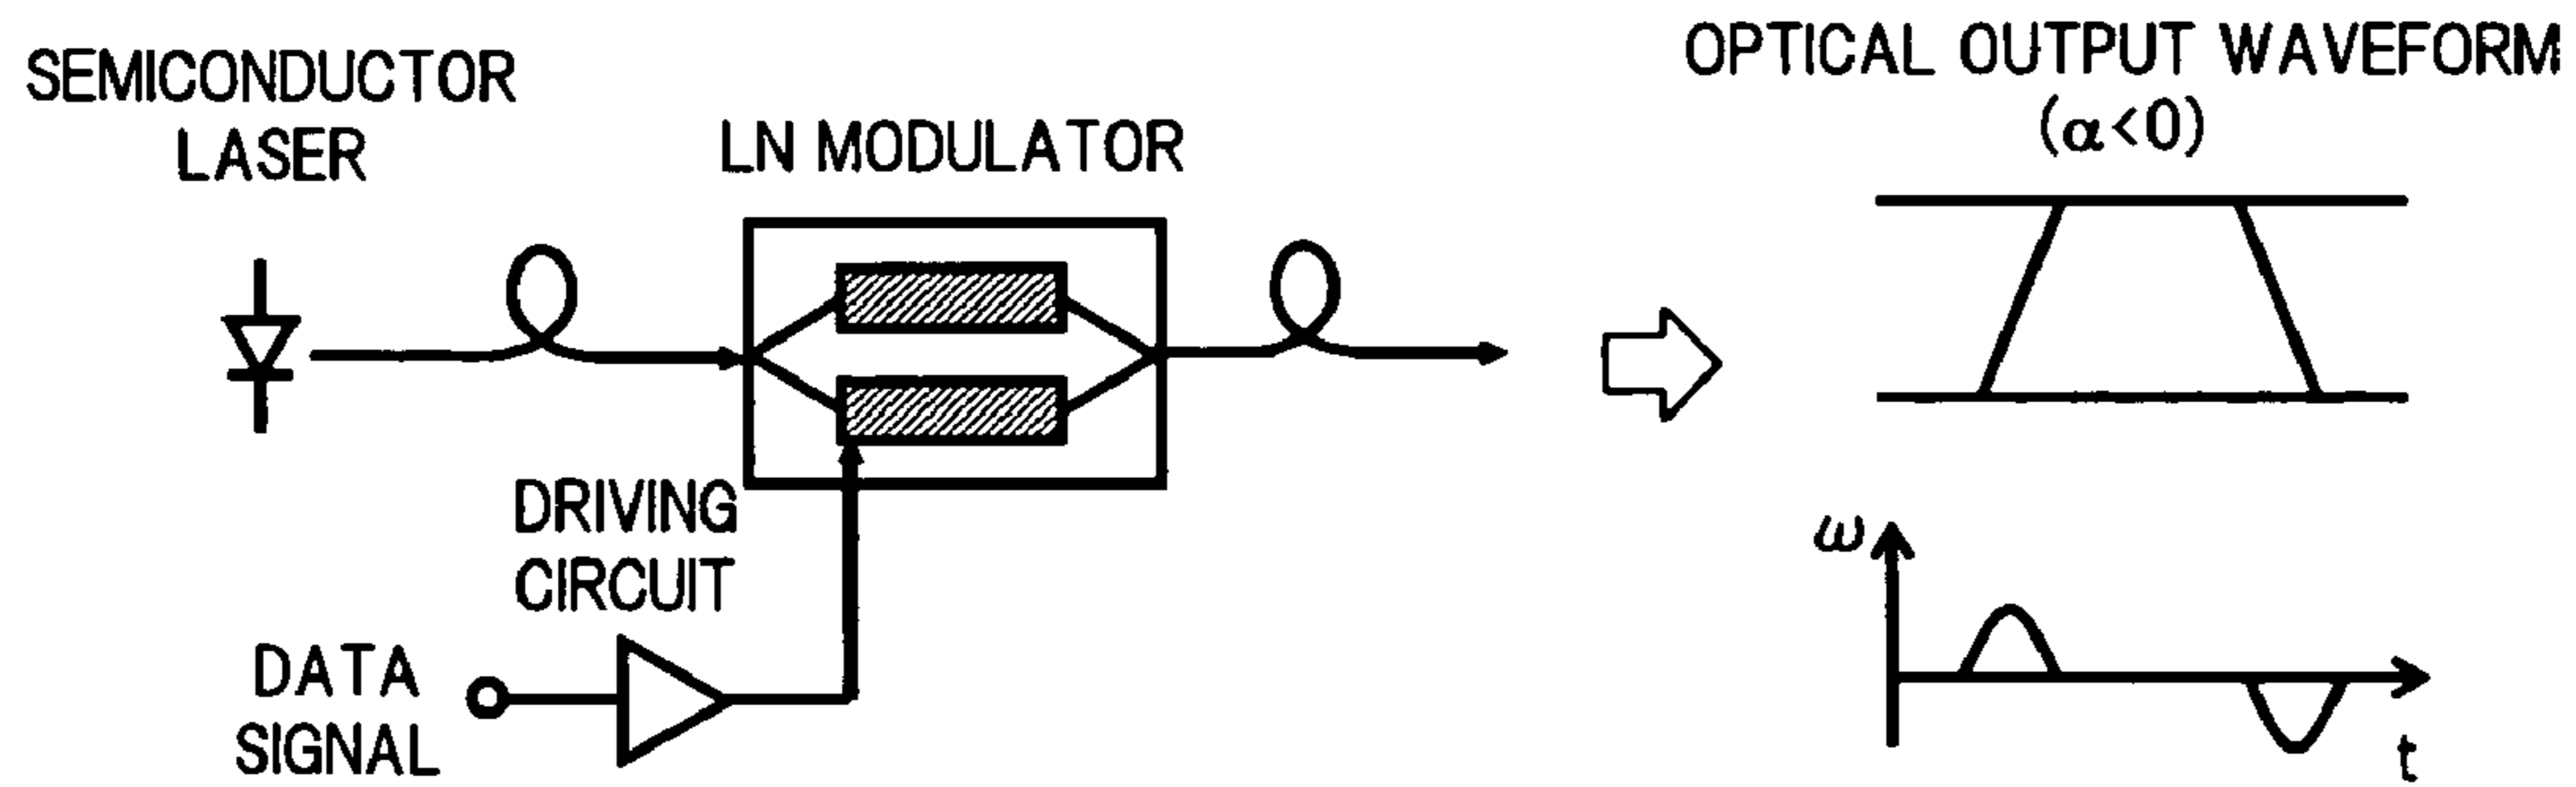 SEMICONDUCTOR
LASER
LN MODULATOR
OPTICAL OUTPUT WAVEFORM
(α<0)
DRIVING
CIRCUIT
DATA
SIGNAL
ω
t